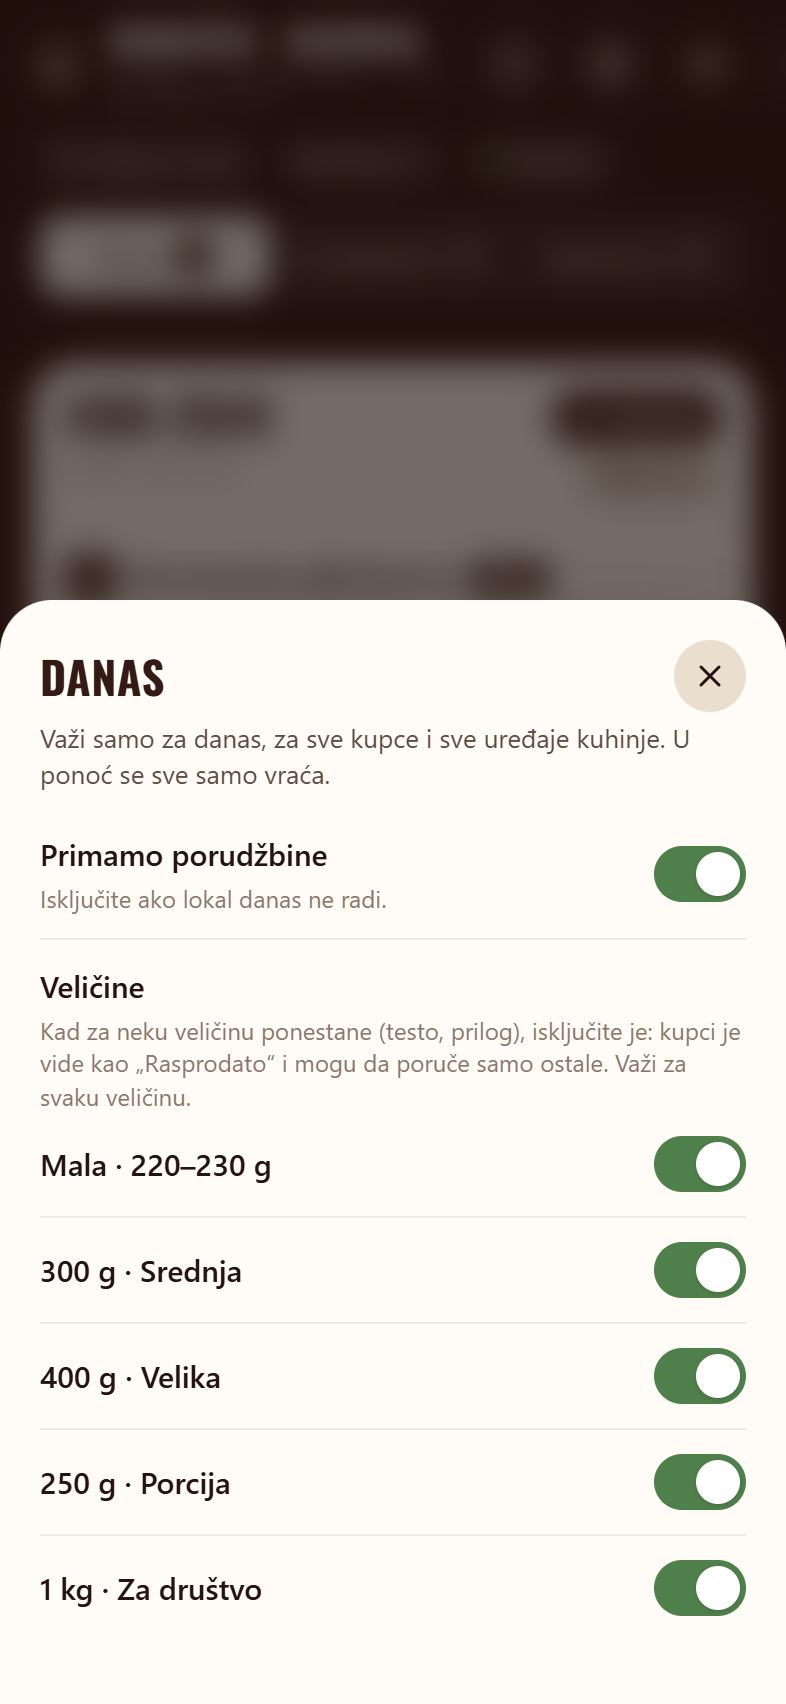 DANAS
Važi samo za danas, za sve kupce i sve uređaje kuhinje. U
ponoć se sve samo vraća.
Primamo porudžbine
Isključite ako lokal danas ne radi.
Veličine
Kad za neku veličinu ponestane (testo, prilog), isključite je: kupci je
vide kao „Rasprodato“ i mogu da poruče samo ostale. Važi za
svaku veličinu.
Mala · 220–230 g
300 g · Srednja
400 g · Velika
250 g · Porcija
1 kg · Za društvo